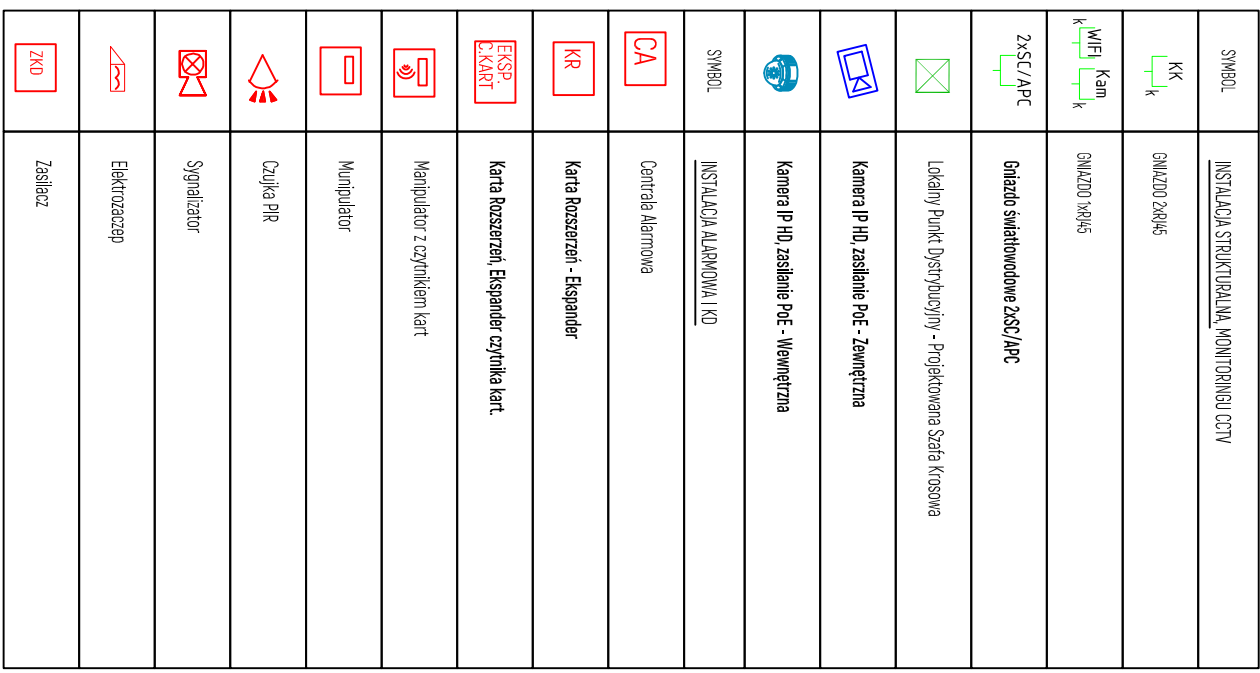 SYMBOL
INSTALACJA STRUKTURALNA, MONITORINGU CCTV
KK
k
GNIAZDO 2xRJ45
WIFI
k
Kam
k
GNIAZDO 1xRJ45
2xSC/APC
Gniazdo światłowodowe 2xSC/APC
Lokalny Punkt Dystrybucyjny - Projektowana Szafa Krosowa
Kamera IP HD, zasilanie PoE - Zewnętrzna
Kamera IP HD, zasilanie PoE - Wewnętrzna
SYMBOL
INSTALACJA ALARMOWA I KD
CA
Centrala Alarmowa
KR
Karta Rozszerzeń - Ekspander
EKSP.
C.KART
Karta Rozszerzeń, Ekspander czytnika kart.
Manipulator z czytnikiem kart
Munipulator
Czujka PIR
Sygnalizator
Elektrozaczep
ZKD
Zasilacz